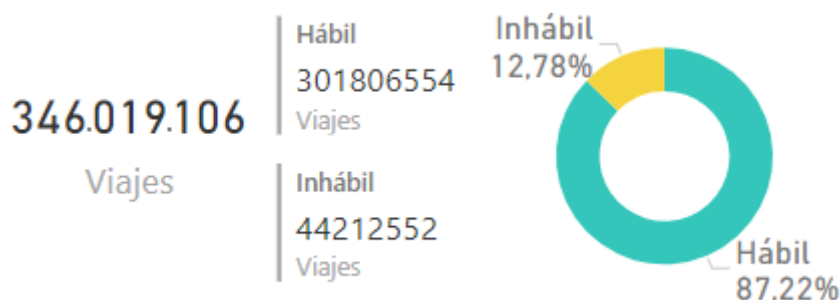 346.019.106
Viajes
Hábil
301806554
Viajes
Inhábil
44212552
Viajes
Inhábil
12,78%
Hábil
87,22%